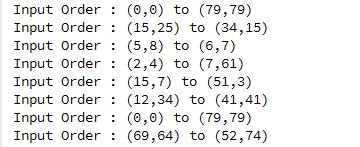 Input Order : (0,0) to (79,79)
Input Order : (15,25) to (34,15)
Input Order : (5,8) to (6,7)
Input Order : (2,4) to (7,61)
Input Order : (15,7) to (51,3)
Input Order : (12,34) to (41,41)
Input Order : (0,0) to (79,79)
Input Order : (69,64) to (52,74)